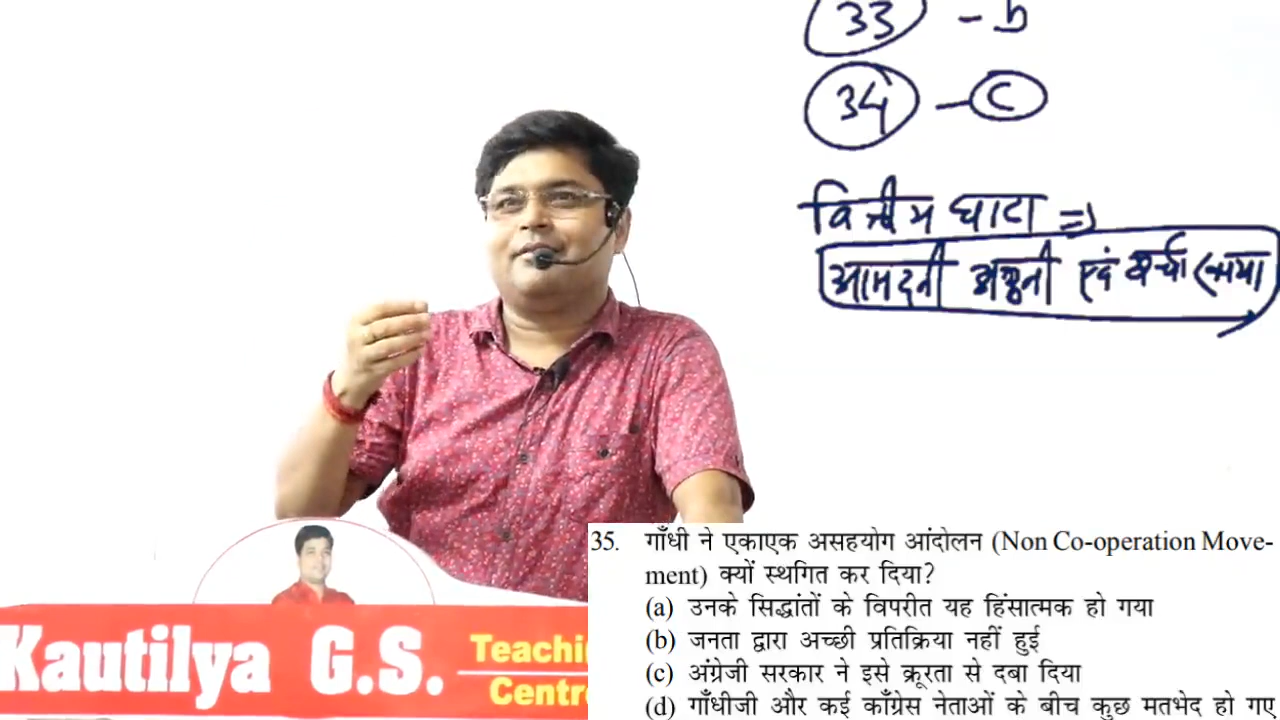 33 - b
34 - C
वित्तीय घाटा ⇒
आमदनी अठ्ठनी एवं खर्चा रूपया
35. गाँधी ने एकाएक असहयोग आंदोलन (Non Co-operation Move-
ment) क्यों स्थगित कर दिया?
(a) उनके सिद्धांतों के विपरीत यह हिंसात्मक हो गया
(b) जनता द्वारा अच्छी प्रतिक्रिया नहीं हुई
(c) अंग्रेजी सरकार ने इसे क्रूरता से दबा दिया
(d) गाँधीजी और कई काँग्रेस नेताओं के बीच कुछ मतभेद हो गए
Kautilya G.S.
Teachi
Centr